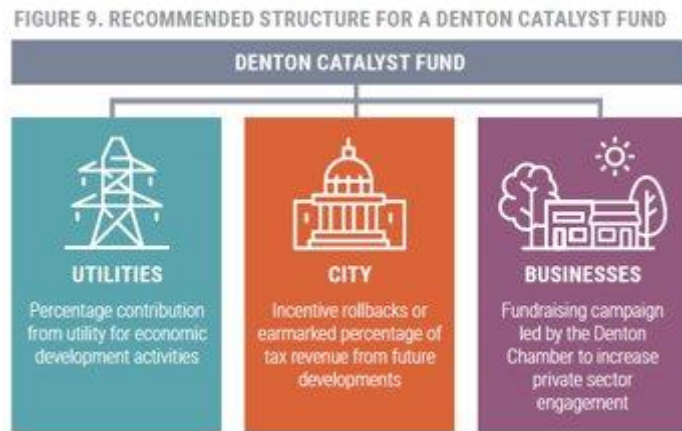 FIGURE 9. RECOMMENDED STRUCTURE FOR A DENTON CATALYST FUND
DENTON CATALYST FUND
UTILITIES
Percentage contribution
from utility for economic
development activities
CITY
Incentive rollbacks or
earmarked percentage of
tax revenue from future
developments
BUSINESSES
Fundraising campaign
led by the Denton
Chamber to increase
private sector
engagement